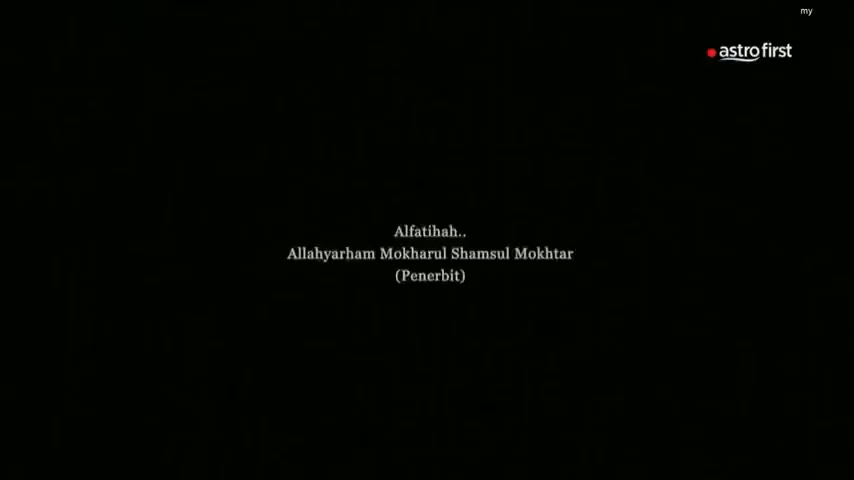 my
astro first
Alfatihah..
Allahyarham Mokharul Shamsul Mokhtar
(Penerbit)